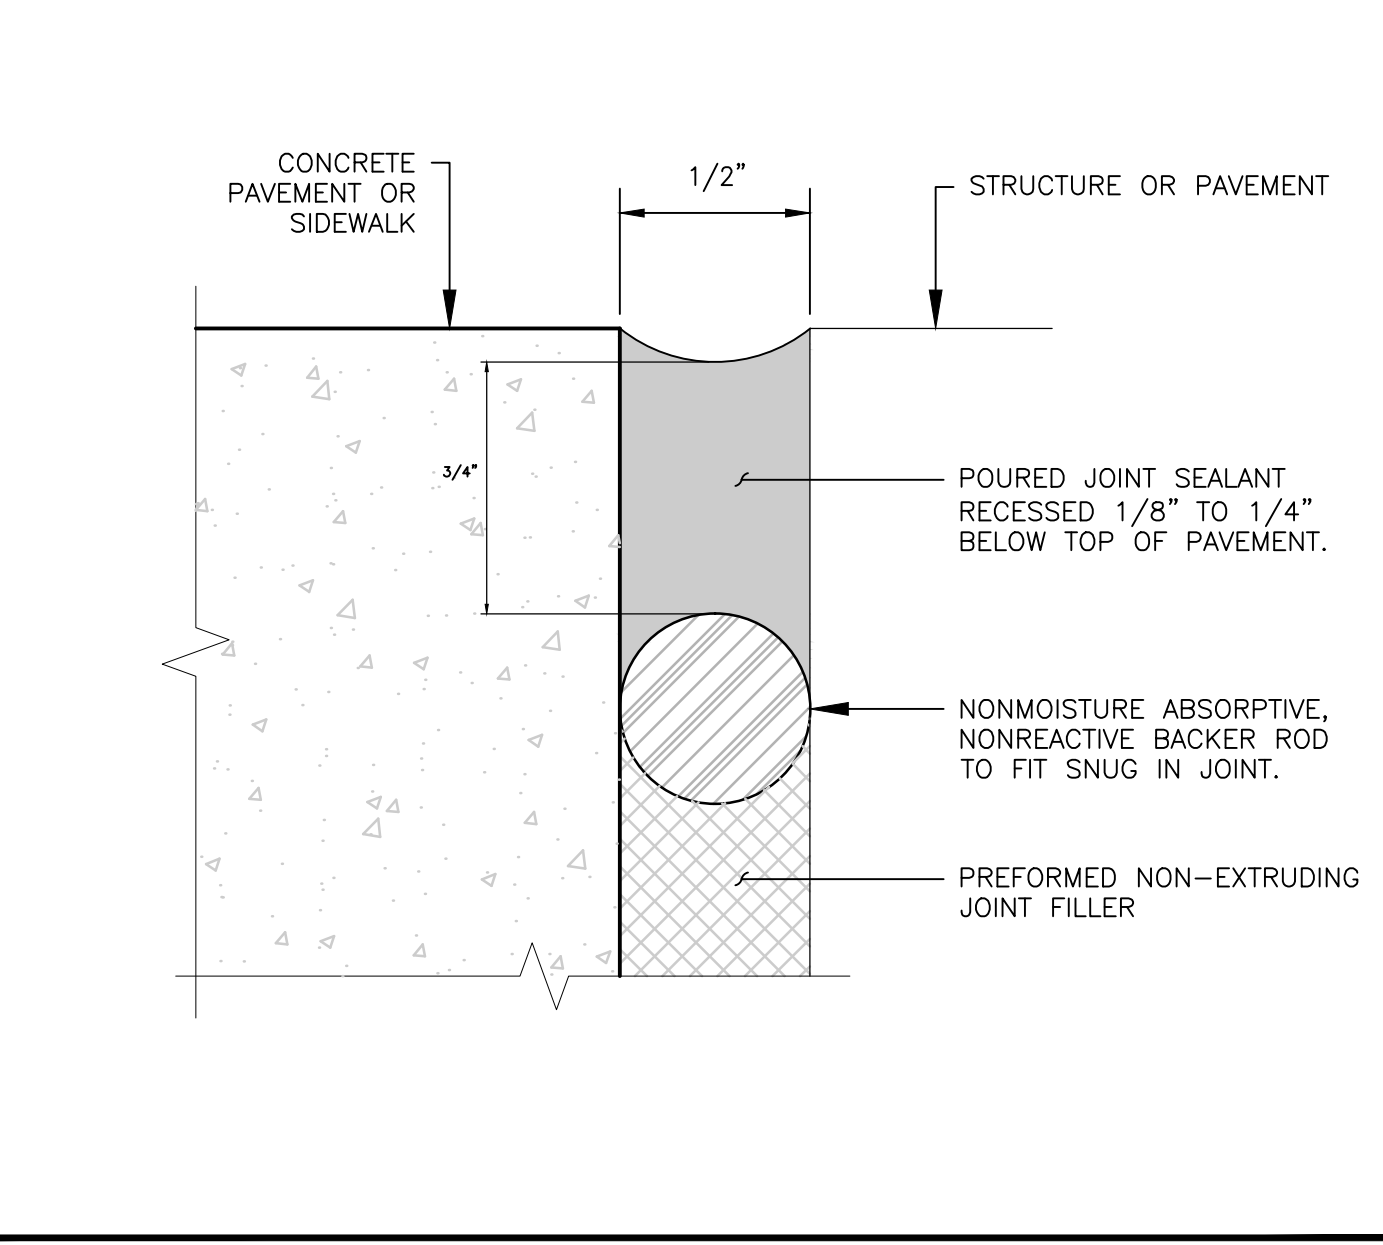 CONCRETE
PAVEMENT OR
SIDEWALK
1/2"
STRUCTURE OR PAVEMENT
3/4"
POURED JOINT SEALANT
RECESSED 1/8" TO 1/4"
BELOW TOP OF PAVEMENT.
NONMOISTURE ABSORPTIVE,
NONREACTIVE BACKER ROD
TO FIT SNUG IN JOINT.
PREFORMED NON-EXTRUDING
JOINT FILLER